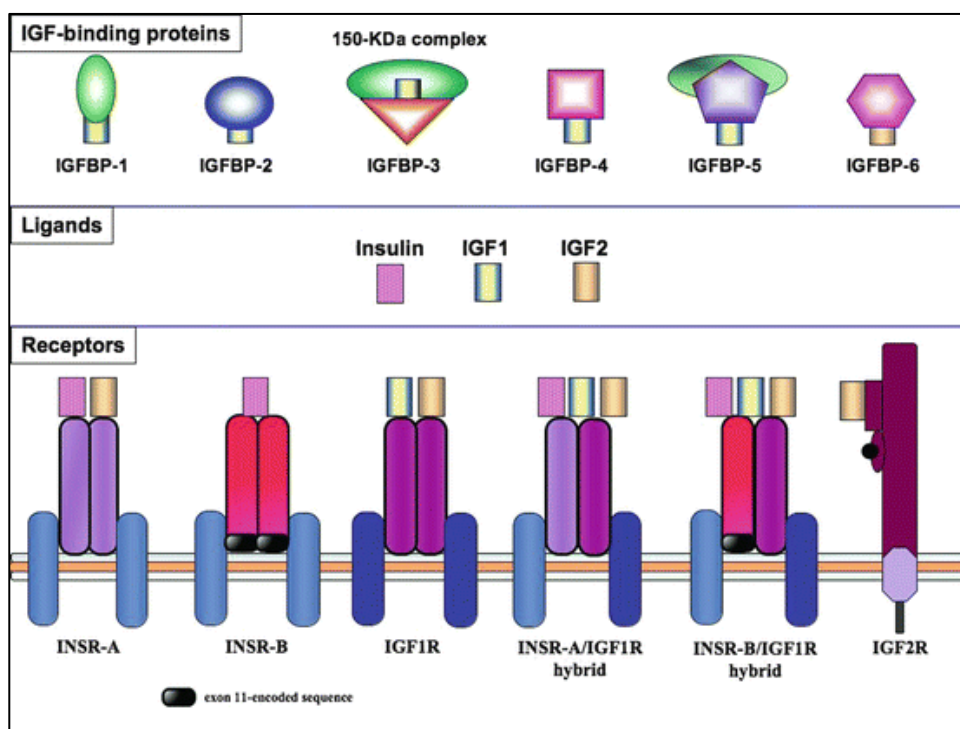 IGF-binding proteins
150-KDa complex
IGFBP-1
IGFBP-2
IGFBP-3
IGFBP-4
IGFBP-5
IGFBP-6
Ligands
Insulin
IGF1
IGF2
Receptors
INSR-A
INSR-B
IGF1R
INSR-A/IGF1R
hybrid
INSR-B/IGF1R
hybrid
IGF2R
exon 11-encoded sequence